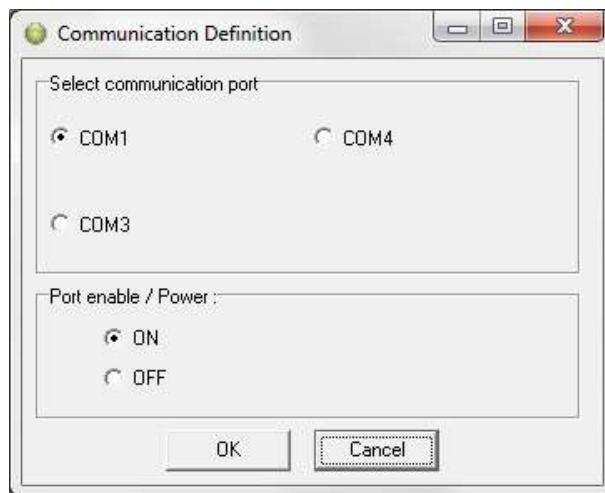 Communication Definition
Select communication port
COM1 COM4
COM3
Port enable / Power :
ON
OFF
OK Cancel